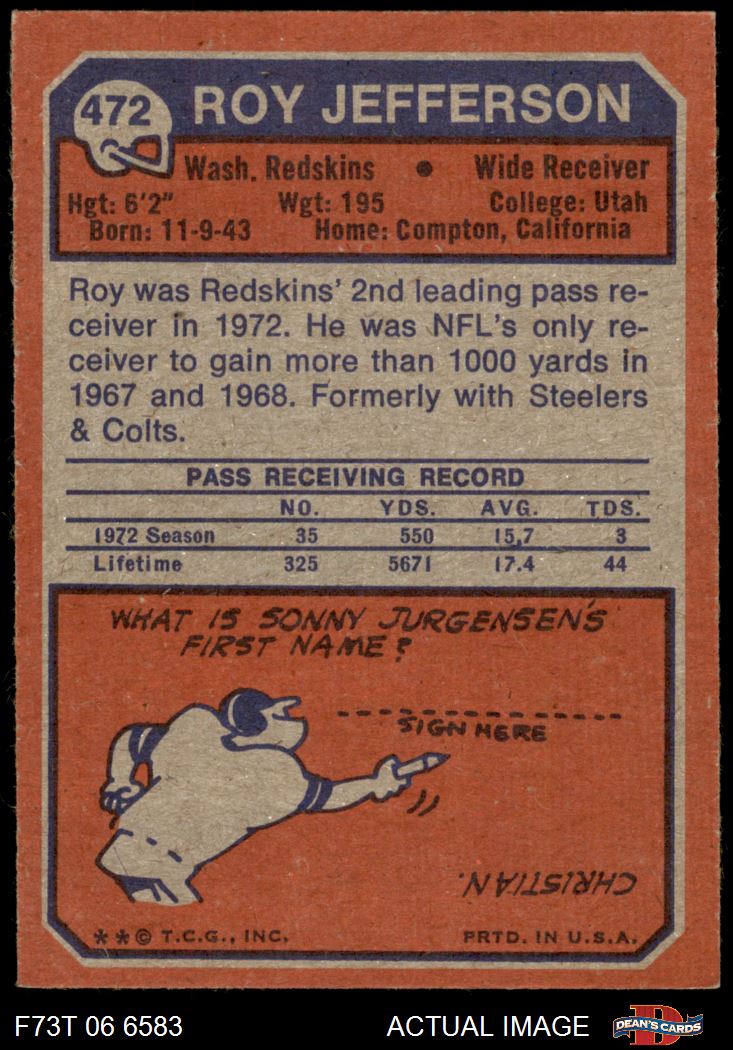 472 ROY JEFFERSON
Wash. Redskins • Wide Receiver
Hgt: 6'2" Wgt: 195 College: Utah
Born: 11-9-43 Home: Compton, California
Roy was Redskins' 2nd leading pass re-
ceiver in 1972. He was NFL's only re-
ceiver to gain more than 1000 yards in
1967 and 1968. Formerly with Steelers
& Colts.
PASS RECEIVING RECORD
NO. YDS. AVG. TDS.
1972 Season 35 550 15.7 3
Lifetime 325 5671 17.4 44
WHAT IS SONNY JURGENSEN'S
FIRST NAME?
SIGN HERE
CHRISTIAN.
**© T.C.G., INC. PRTD. IN U.S.A.
F73T 06 6583 ACTUAL IMAGE D DEAN'S CARDS